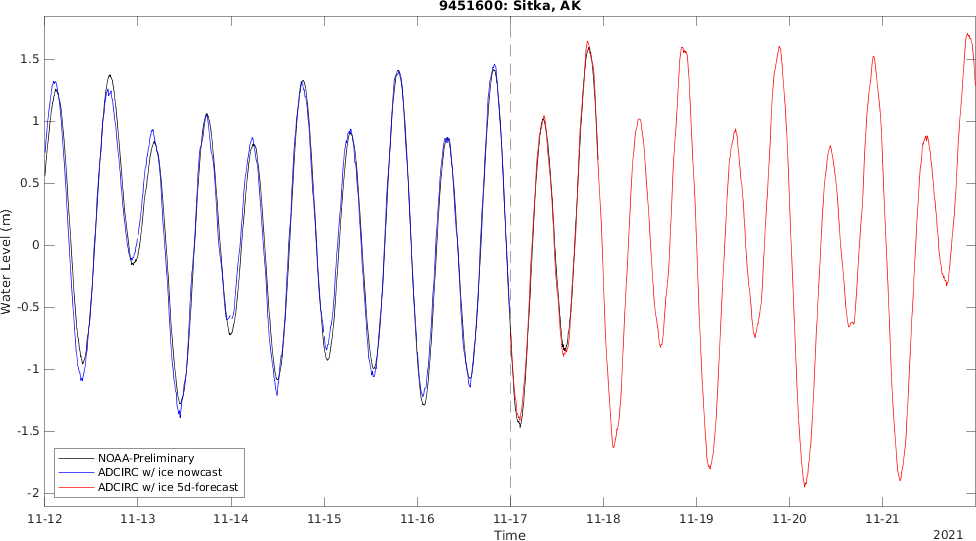 9451600: Sitka, AK
1.5
1
0.5
0
-0.5
-1
-1.5
-2
Water Level (m)
NOAA-Preliminary
ADCIRC w/ ice nowcast
ADCIRC w/ ice 5d-forecast
11-12 11-13 11-14 11-15 11-16 11-17 11-18 11-19 11-20 11-21
Time
2021